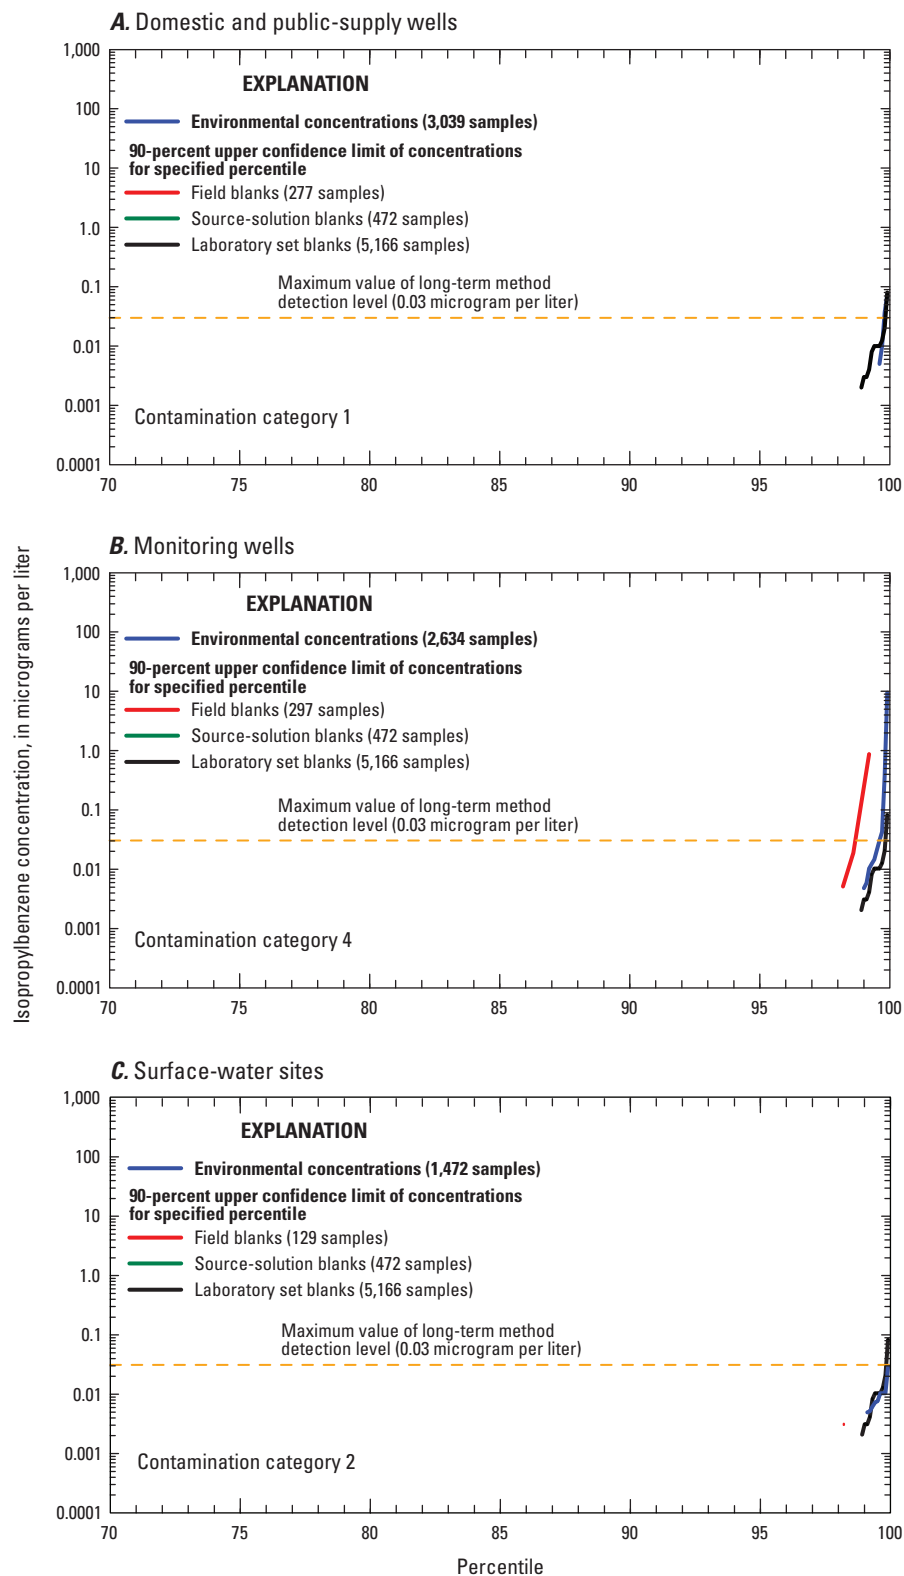 A. Domestic and public-supply wells
1,000
EXPLANATION
100
Environmental concentrations (3,039 samples)
90-percent upper confidence limit of concentrations
for specified percentile
10
Field blanks (277 samples)
Source-solution blanks (472 samples)
1.0
Laboratory set blanks (5,166 samples)
Maximum value of long-term method
0.1
detection level (0.03 microgram per liter)
0.01
0.001
Contamination category 1
0.0001
70 75 80 85 90 95 100
B. Monitoring wells
1,000
EXPLANATION
100
Environmental concentrations (2,634 samples)
90-percent upper confidence limit of concentrations
for specified percentile
10
Field blanks (297 samples)
Source-solution blanks (472 samples)
1.0
Laboratory set blanks (5,166 samples)
Maximum value of long-term method
0.1
detection level (0.03 microgram per liter)
0.01
0.001
Contamination category 4
0.0001
70 75 80 85 90 95 100
Isopropylbenzene concentration, in micrograms per liter
C. Surface-water sites
1,000
EXPLANATION
100
Environmental concentrations (1,472 samples)
90-percent upper confidence limit of concentrations
for specified percentile
10
Field blanks (129 samples)
Source-solution blanks (472 samples)
1.0
Laboratory set blanks (5,166 samples)
Maximum value of long-term method
0.1
detection level (0.03 microgram per liter)
0.01
0.001
Contamination category 2
0.0001
70 75 80 85 90 95 100
Percentile